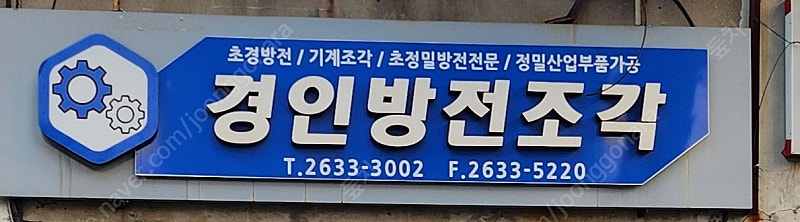 초경방전 / 기계조각 / 초정밀방전전문 / 정밀산업부품가공
경인방전조각
T.2633-3002 F.2633-5220